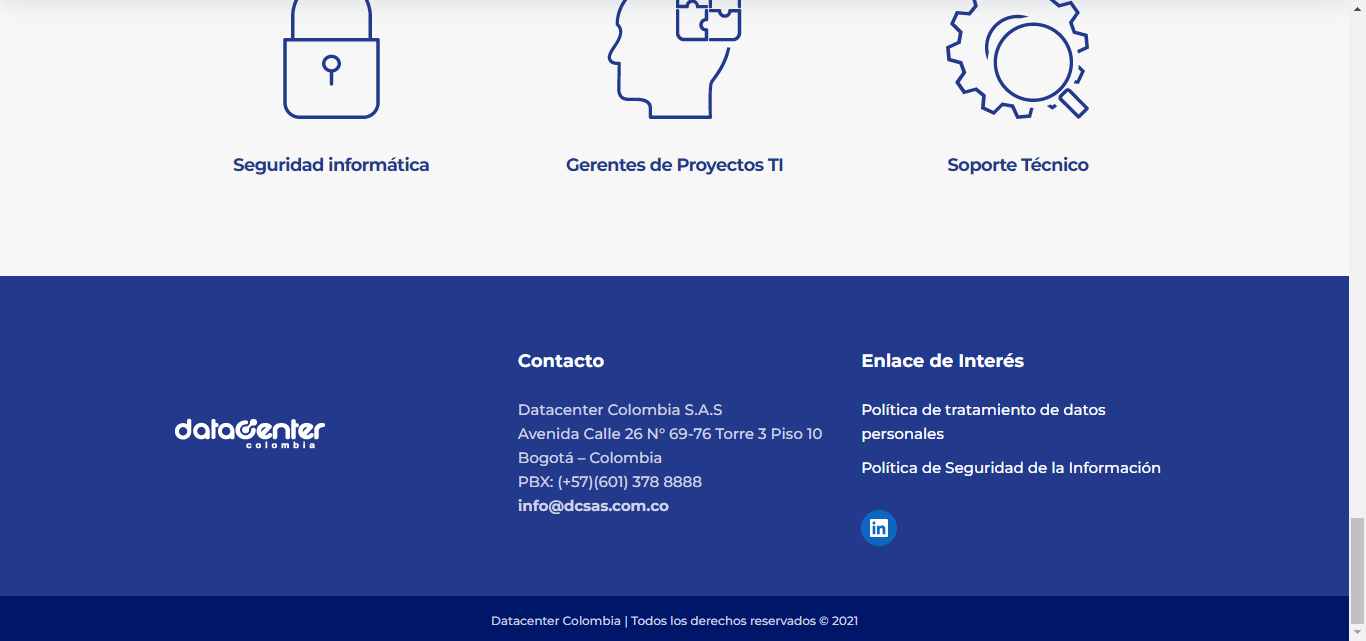 Seguridad informática
Gerentes de Proyectos TI
Soporte Técnico
datacenter
colombia
Contacto
Datacenter Colombia S.A.S
Avenida Calle 26 Nº 69-76 Torre 3 Piso 10
Bogotá – Colombia
PBX: (+57)(601) 378 8888
info@dcsas.com.co
Enlace de Interés
Política de tratamiento de datos
personales
Política de Seguridad de la Información
in
Datacenter Colombia | Todos los derechos reservados © 2021